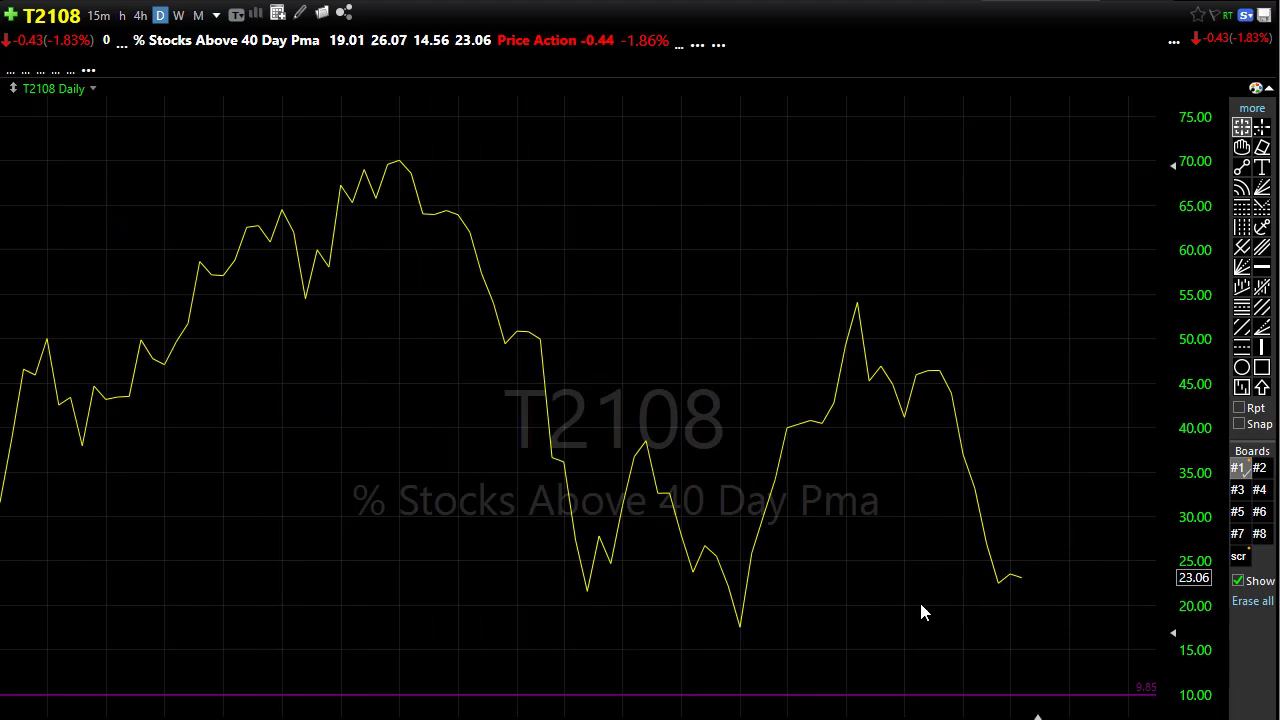 T2108 15m h 4h D W M
RT S
-0.43(-1.83%) 0 ... % Stocks Above 40 Day Pma 19.01 26.07 14.56 23.06 Price Action -0.44 -1.86% ... ... ... ... -0.43(-1.83%)
... ... ... ... ... ...
T2108 Daily
more
75.00
70.00
65.00
60.00
55.00
50.00
45.00
40.00
35.00
30.00
25.00
23.06
20.00
15.00
10.00
9.85
T2108
% Stocks Above 40 Day Pma
T
Rpt
Snap
Boards
#1 #2
#3 #4
#5 #6
#7 #8
scr
Show
Erase all